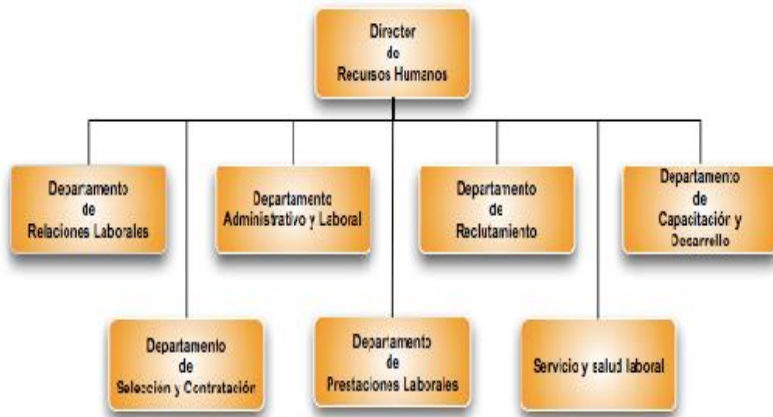 Director
de
Recursos Humanos
Departamento
de
Relaciones Laborales
Departamento
Administrativo y Laboral
Departamento
de
Reclutamiento
Departamento
de
Capacitación y
Desarrollo
Departamento
de
Selección y Contratación
Departamento
de
Prestaciones Laborales
Servicio y salud laboral